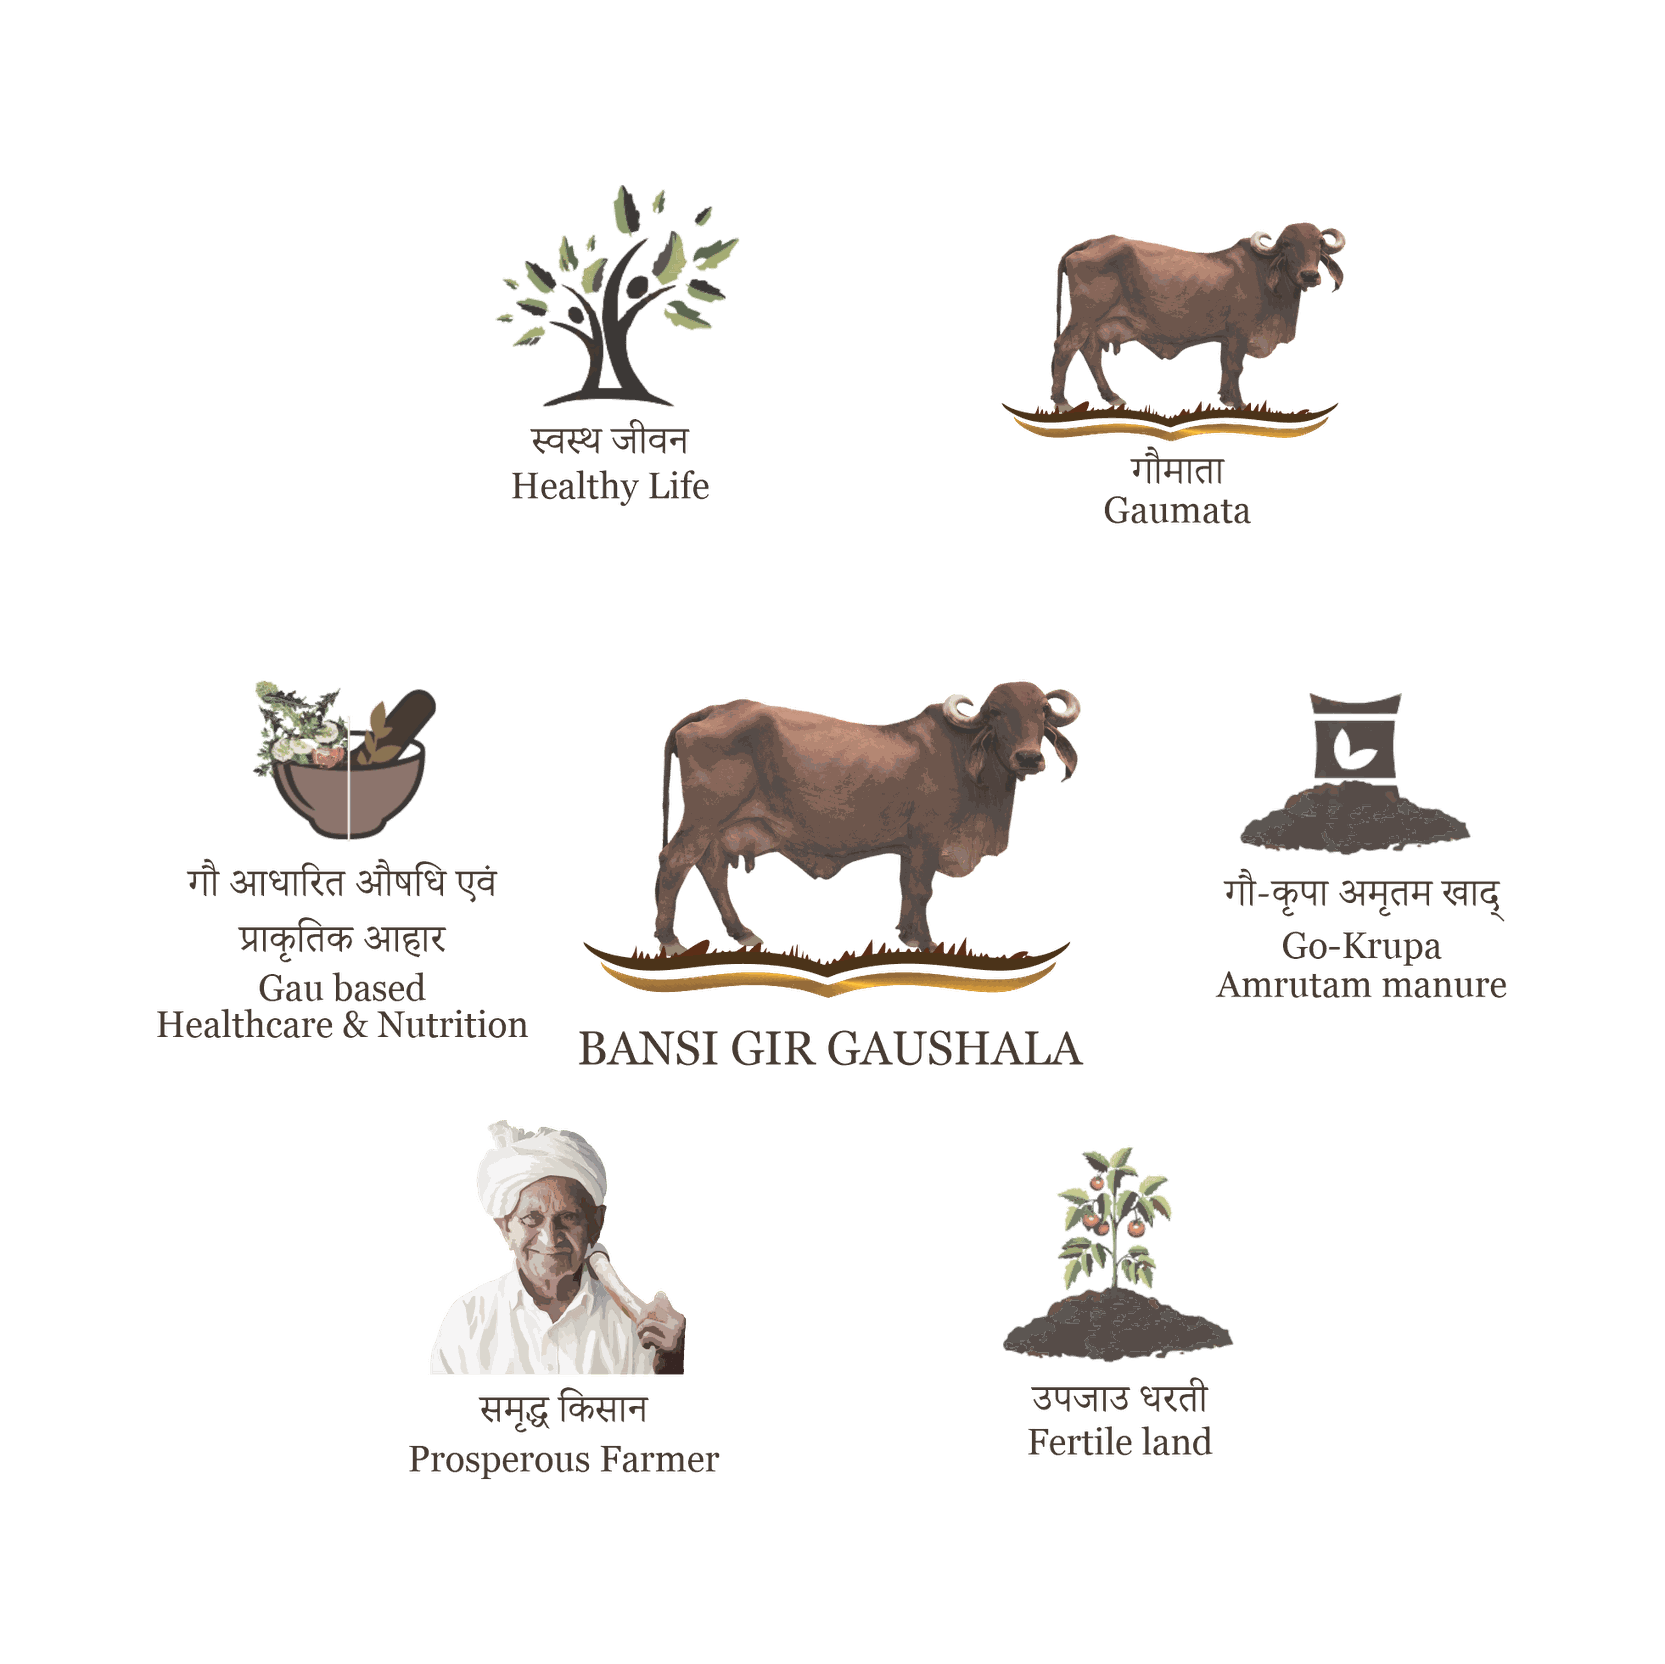 स्वस्थ जीवन
Healthy Life
गौमाता
Gaumata
गौ आधारित औषधि एवं
प्राकृतिक आहार
Gau based
Healthcare & Nutrition
BANSI GIR GAUSHALA
गौ-कृपा अमृतम खाद्
Go-Krupa
Amrutam manure
समृद्ध किसान
Prosperous Farmer
उपजाउ धरती
Fertile land